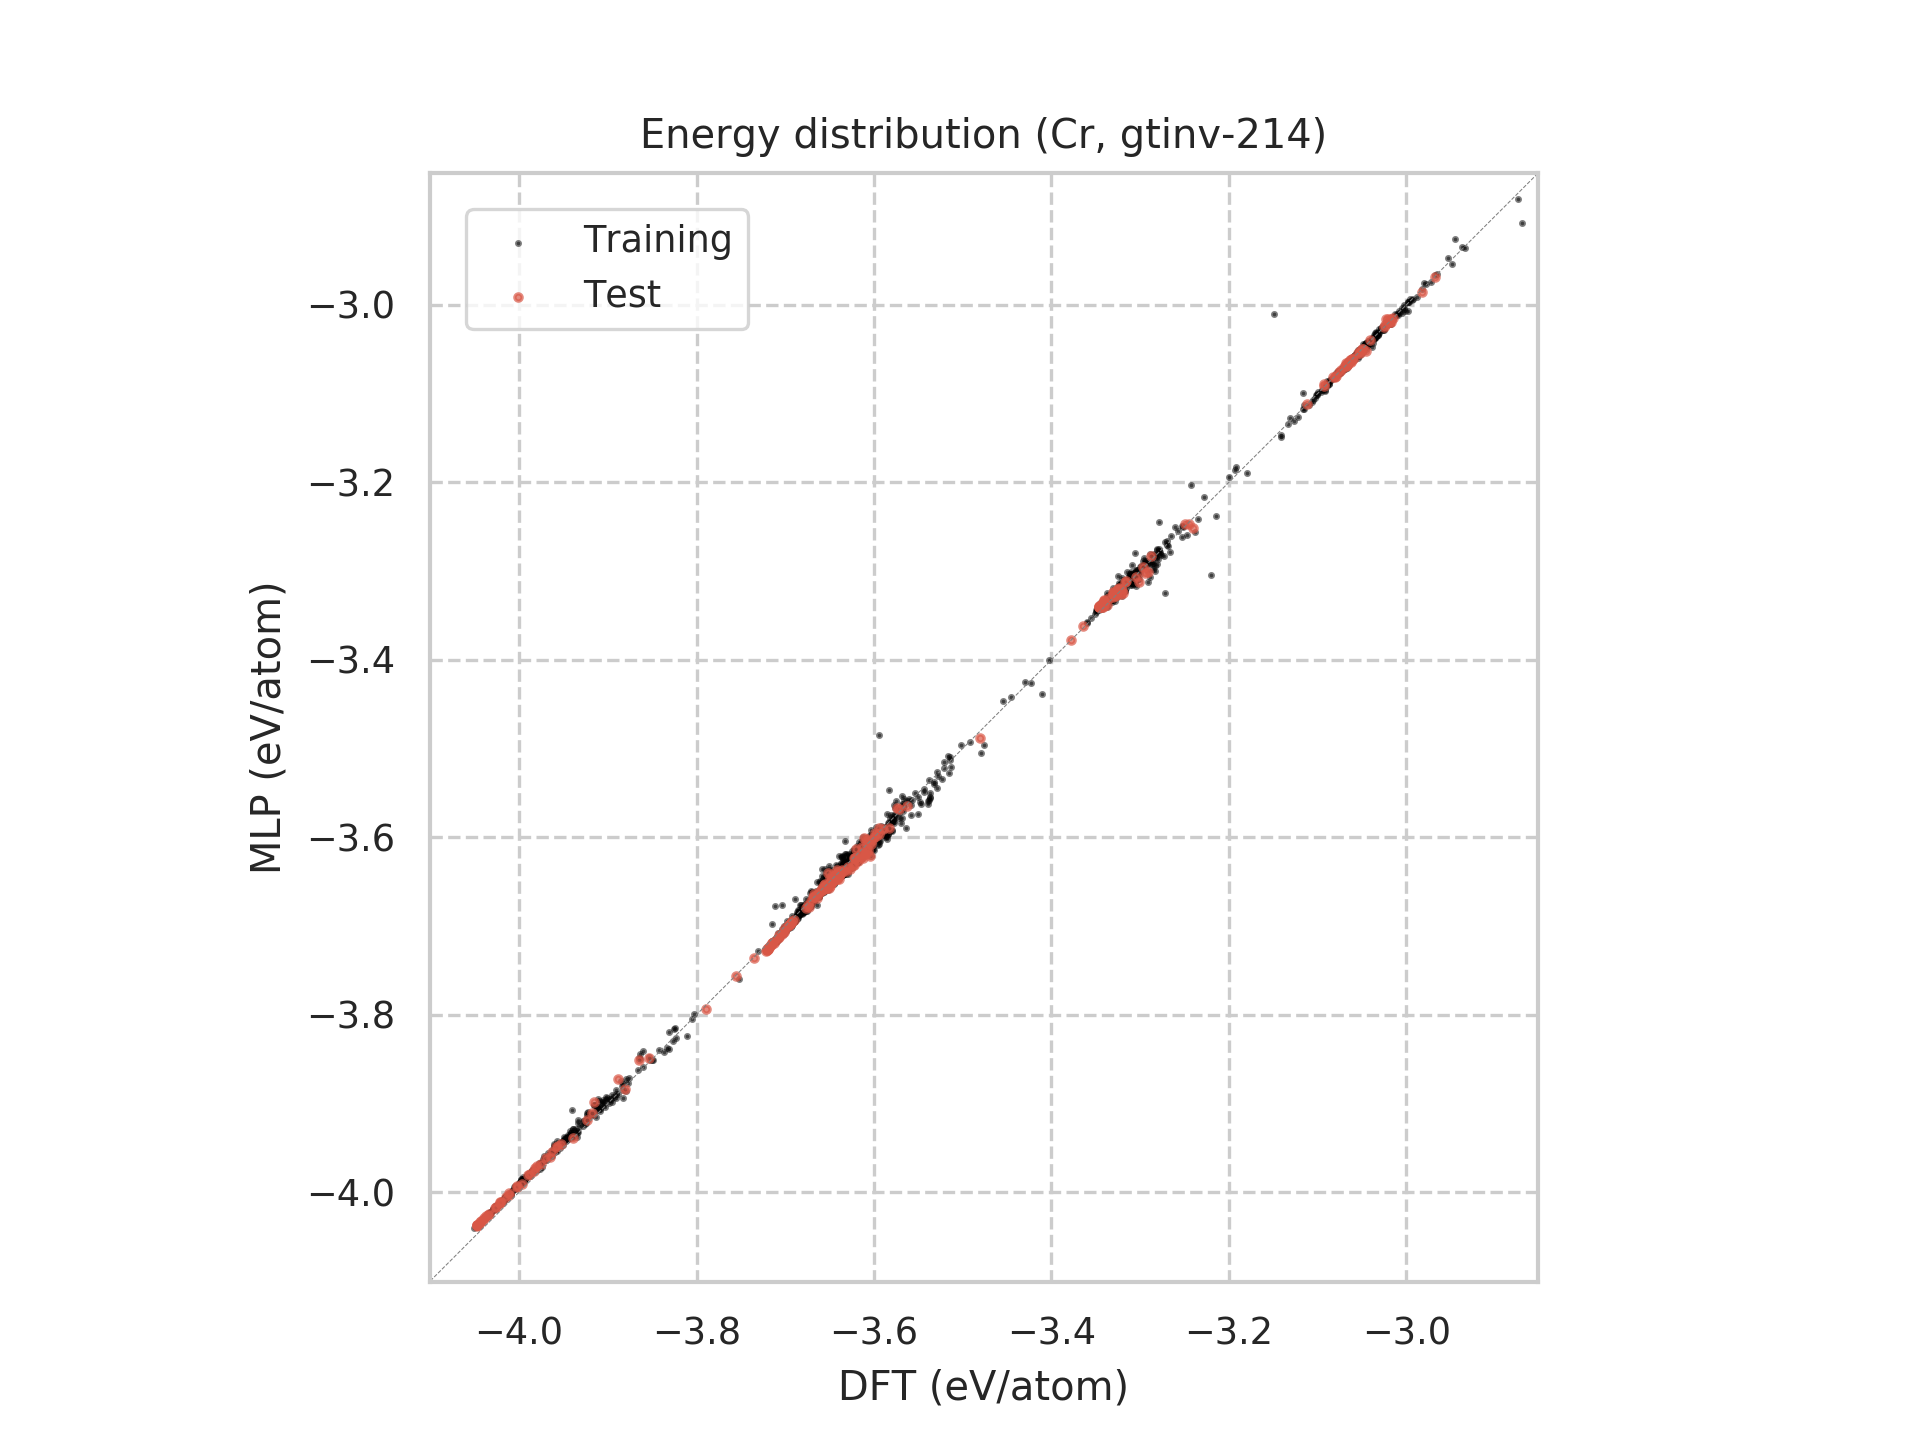 Energy distribution (Cr, gtinv-214)
Training
Test
MLP (eV/atom)
−3.0
−3.2
−3.4
−3.6
−3.8
−4.0
−4.0 −3.8 −3.6 −3.4 −3.2 −3.0
DFT (eV/atom)